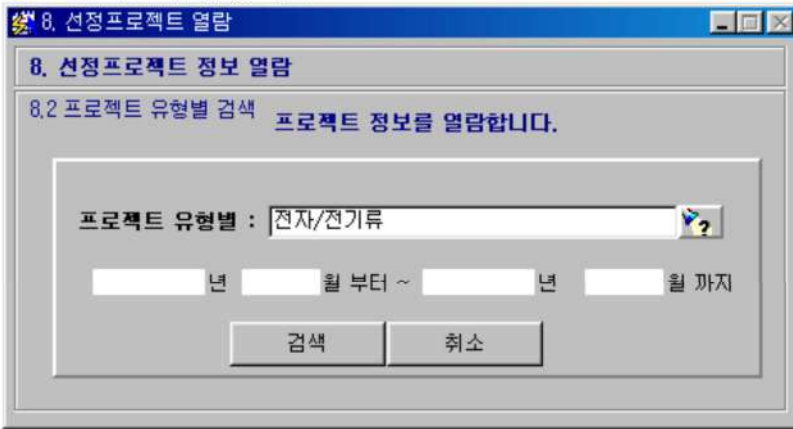 8. 선정프로젝트 열람
8. 선정프로젝트 정보 열람
8.2 프로젝트 유형별 검색
프로젝트 정보를 열람합니다.
프로젝트 유형별 : 전자/전기류
년 월 부터 ~ 년 월 까지
검색 취소